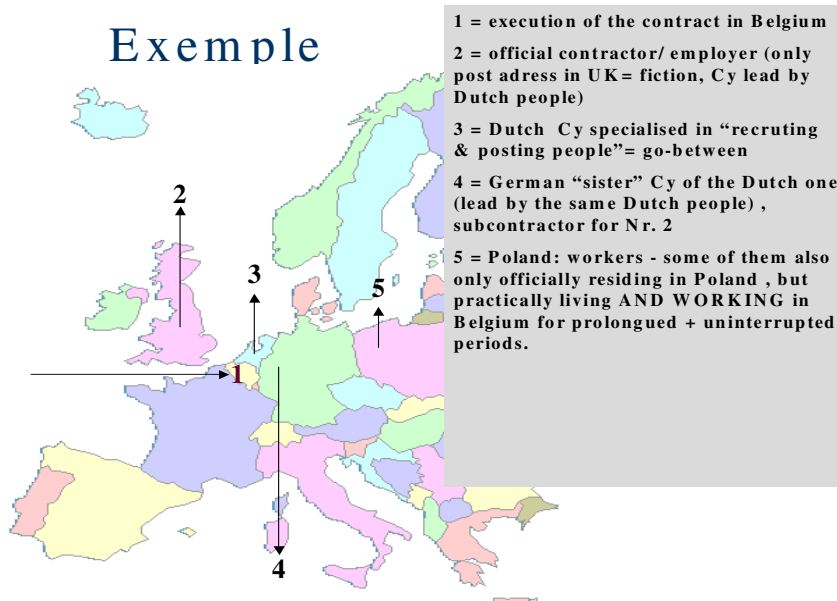 Exemple
1 = execution of the contract in Belgium
2 = official contractor/ employer (only
post adress in UK= fiction, Cy lead by
Dutch people)
3 = Dutch Cy specialised in “recruting
& posting people”= go-between
4 = German “sister” Cy of the Dutch one
(lead by the same Dutch people) ,
subcontractor for Nr. 2
5 = Poland: workers - some of them also
only officially residing in Poland , but
practically living AND WORKING in
Belgium for prolongued + uninterrupted
periods.
2
3
5
1
4